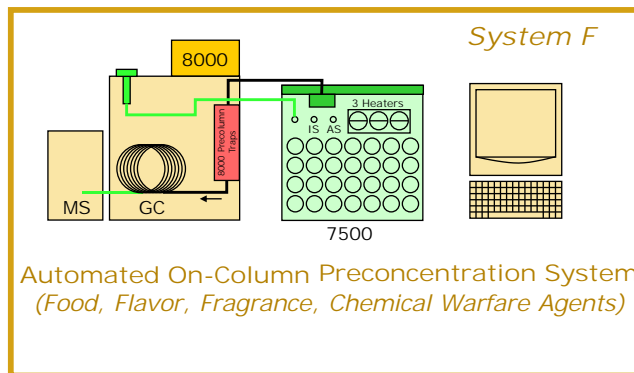 System F
8000
3 Heaters
IS AS
8000 Precolumn
Traps
MS
GC
7500
Automated On-Column Preconcentration System
(Food, Flavor, Fragrance, Chemical Warfare Agents)